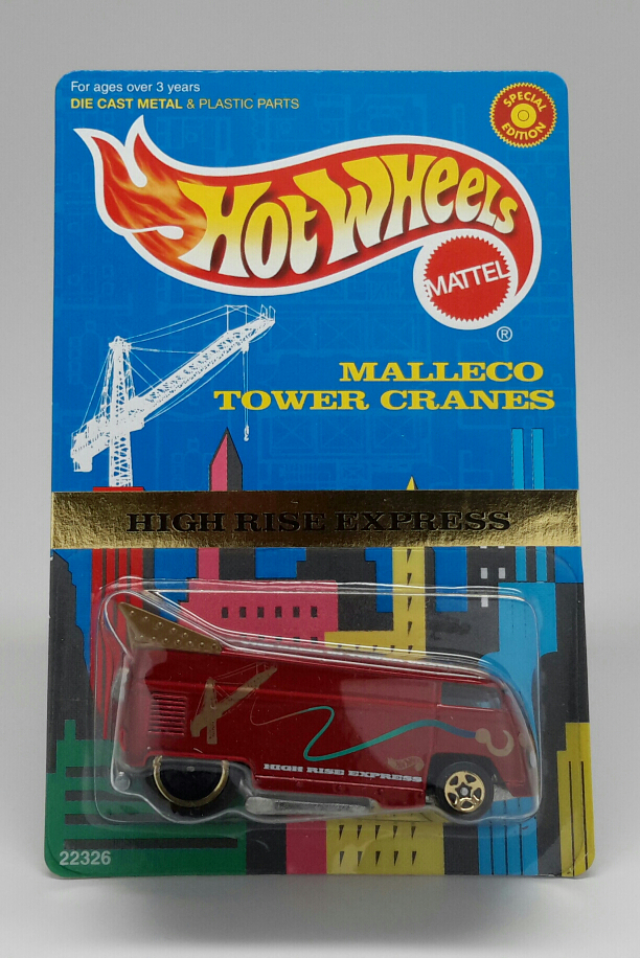 For ages over 3 years
DIE CAST METAL & PLASTIC PARTS
SPECIAL
EDITION
HOT WHEELS
MATTEL
®
MALLECO
TOWER CRANES
HIGH RISE EXPRESS
HIGH RISE EXPRESS
22326